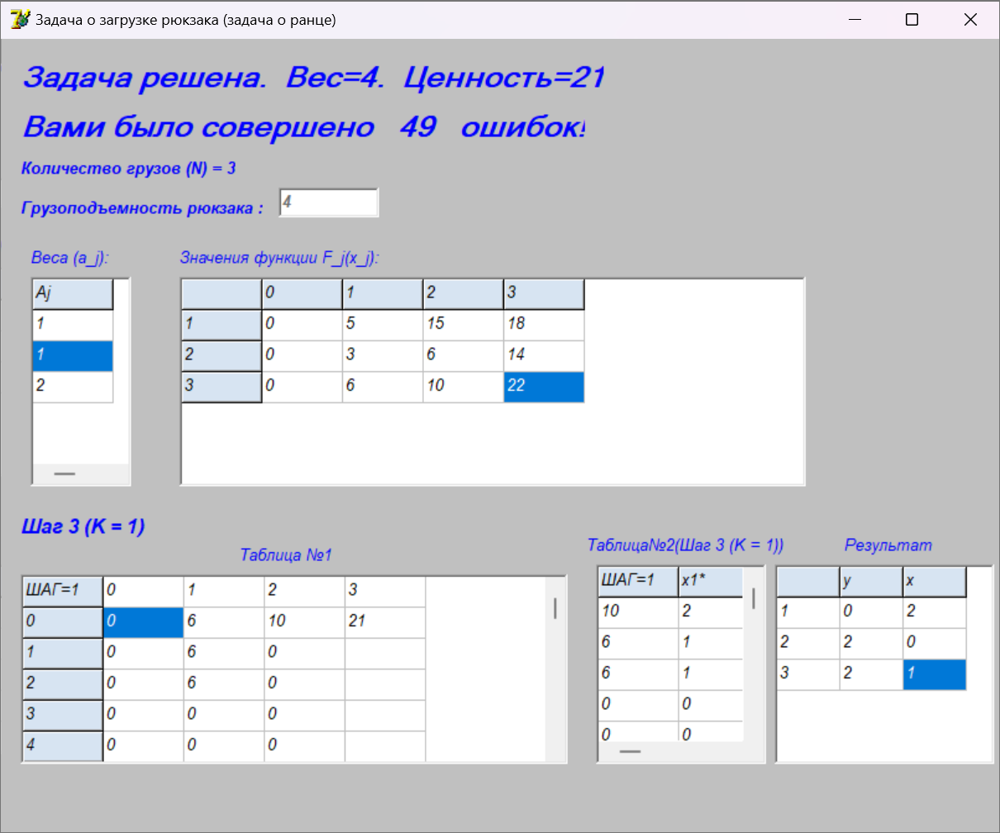 Задача о загрузке рюкзака (задача о ранце)
Задача решена. Вес=4. Ценность=21
Вами было совершено 49 ошибок!
Количество грузов (N) = 3
Грузоподъемность рюкзака : 4
Веса (a_j):
Значения функции F_j(x_j):
Aj
1
1
2
0 1 2 3
1 0 5 15 18
2 0 3 6 14
3 0 6 10 22
Шаг 3 (K = 1)
Таблица №1
ШАГ=1 0 1 2 3
0 0 6 10 21
1 0 6 0
2 0 6 0
3 0 0 0
4 0 0 0
Таблица№2(Шаг 3 (K = 1))
ШАГ=1 x1*
10 2
6 1
6 1
0 0
0 0
Результат
y x
1 0 2
2 2 0
3 2 1